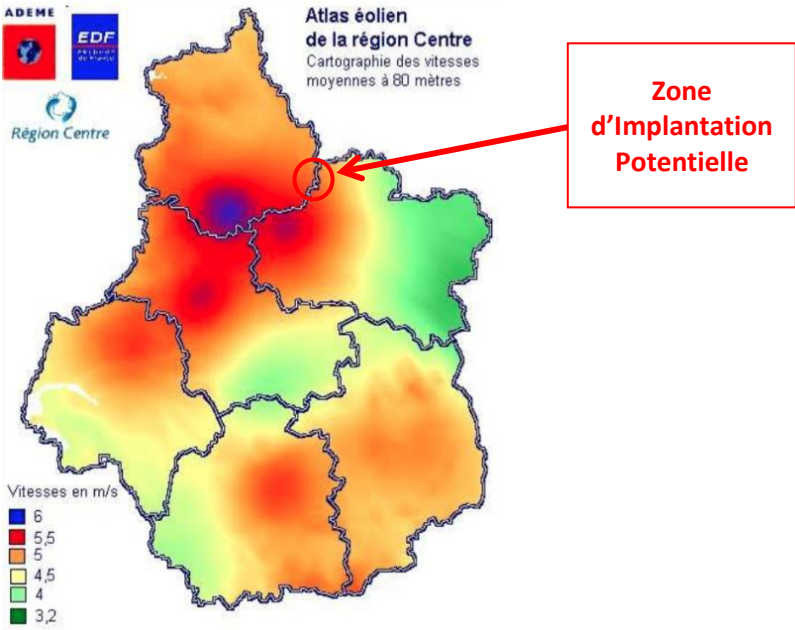 ADEME
EDF
Région Centre
Atlas éolien
de la région Centre
Cartographie des vitesses
moyennes à 80 mètres
Zone
d'Implantation
Potentielle
Vitesses en m/s
6
5,5
5
4,5
4
3,2